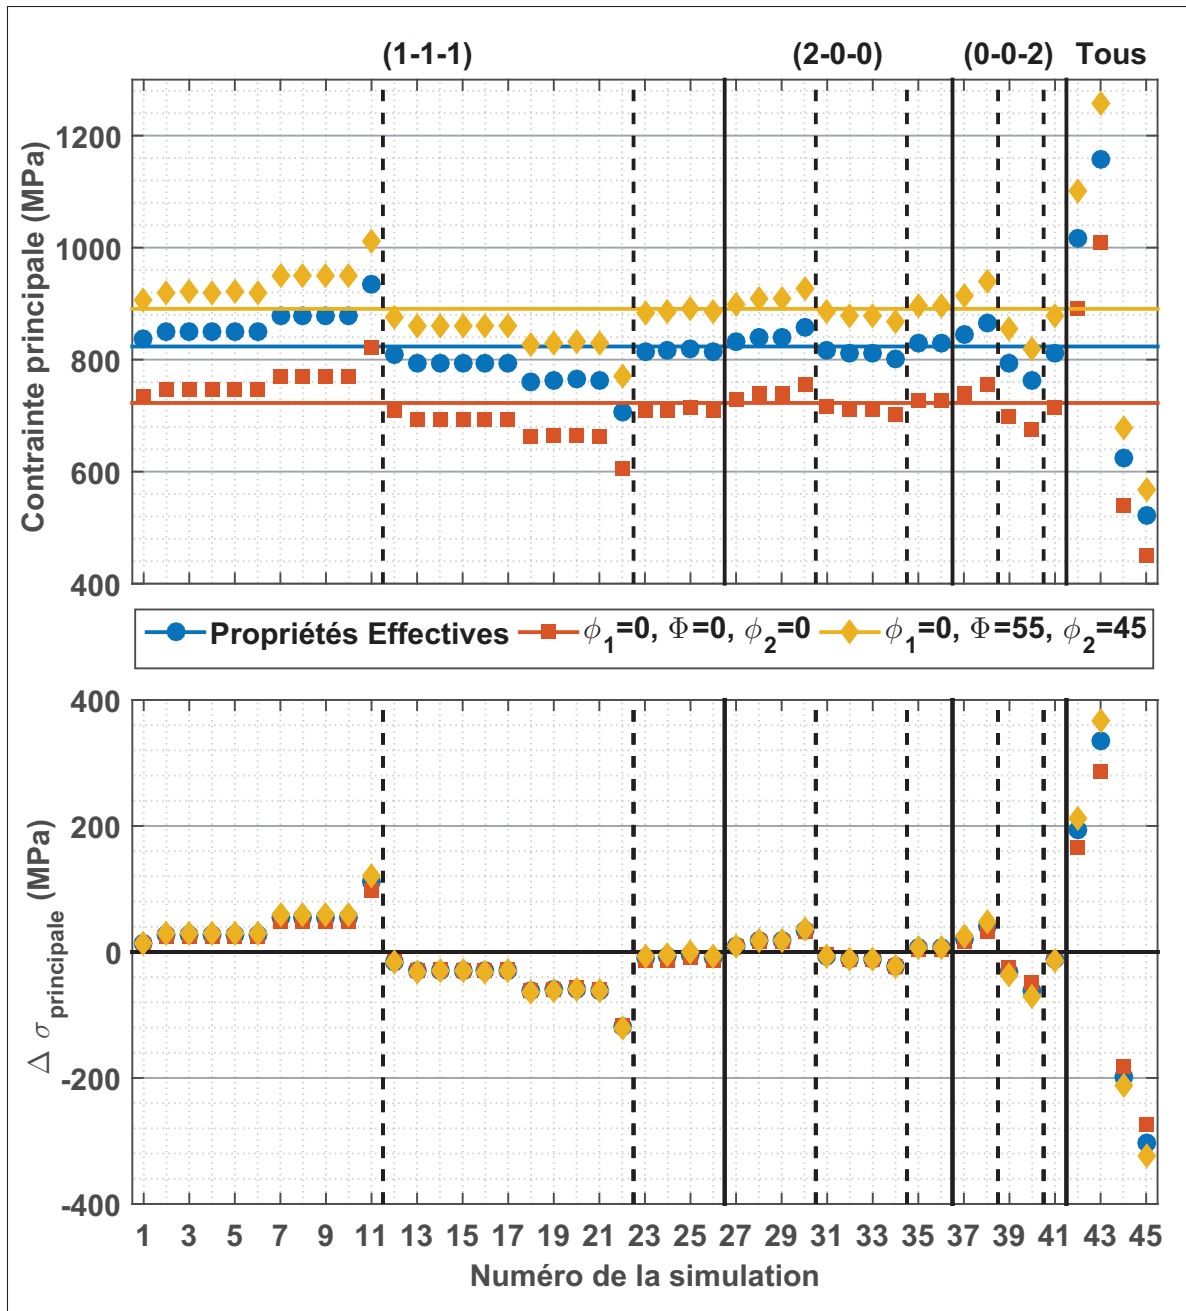 (1-1-1) (2-0-0) (0-0-2) Tous
Contrainte principale (MPa)
1200
1000
800
600
400
Propriétés Effectives ϕ₁=0, Φ=0, ϕ₂=0 ϕ₁=0, Φ=55, ϕ₂=45
Δ σ principale (MPa)
400
200
0
-200
-400
1 3 5 7 9 11 13 15 17 19 21 23 25 27 29 31 33 35 37 39 41 43 45
Numéro de la simulation